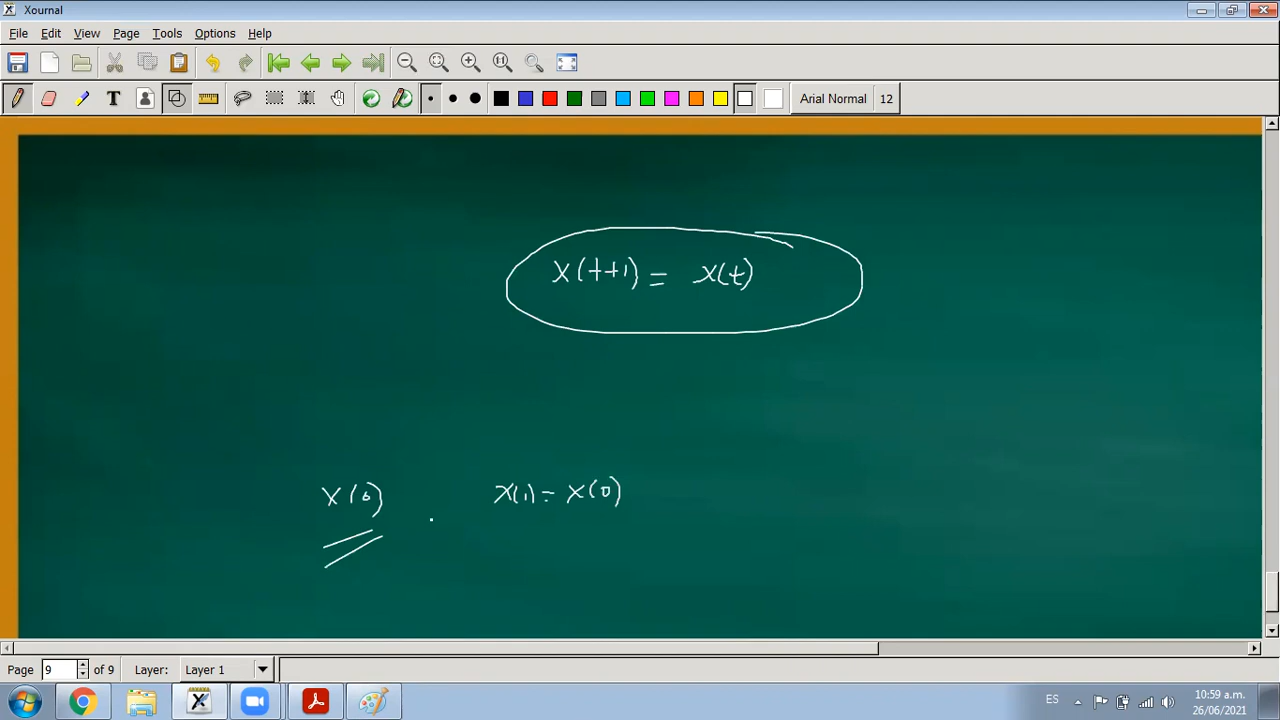 Xournal
File Edit View Page Tools Options Help
Arial Normal 12
x(t+1) = x(t)
x(0) x(1) = x(0)
Page 9 of 9 Layer: Layer 1
ES 10:59 a.m.
26/06/2021